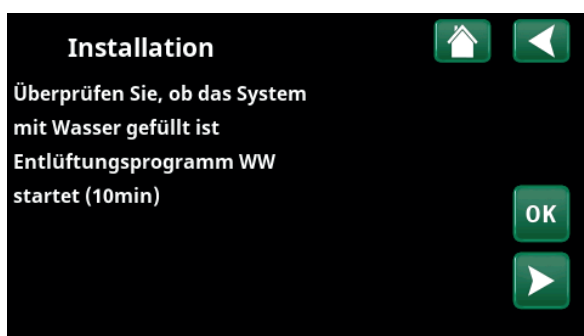 Installation
Überprüfen Sie, ob das System
mit Wasser gefüllt ist
Entlüftungsprogramm WW
startet (10min)
OK